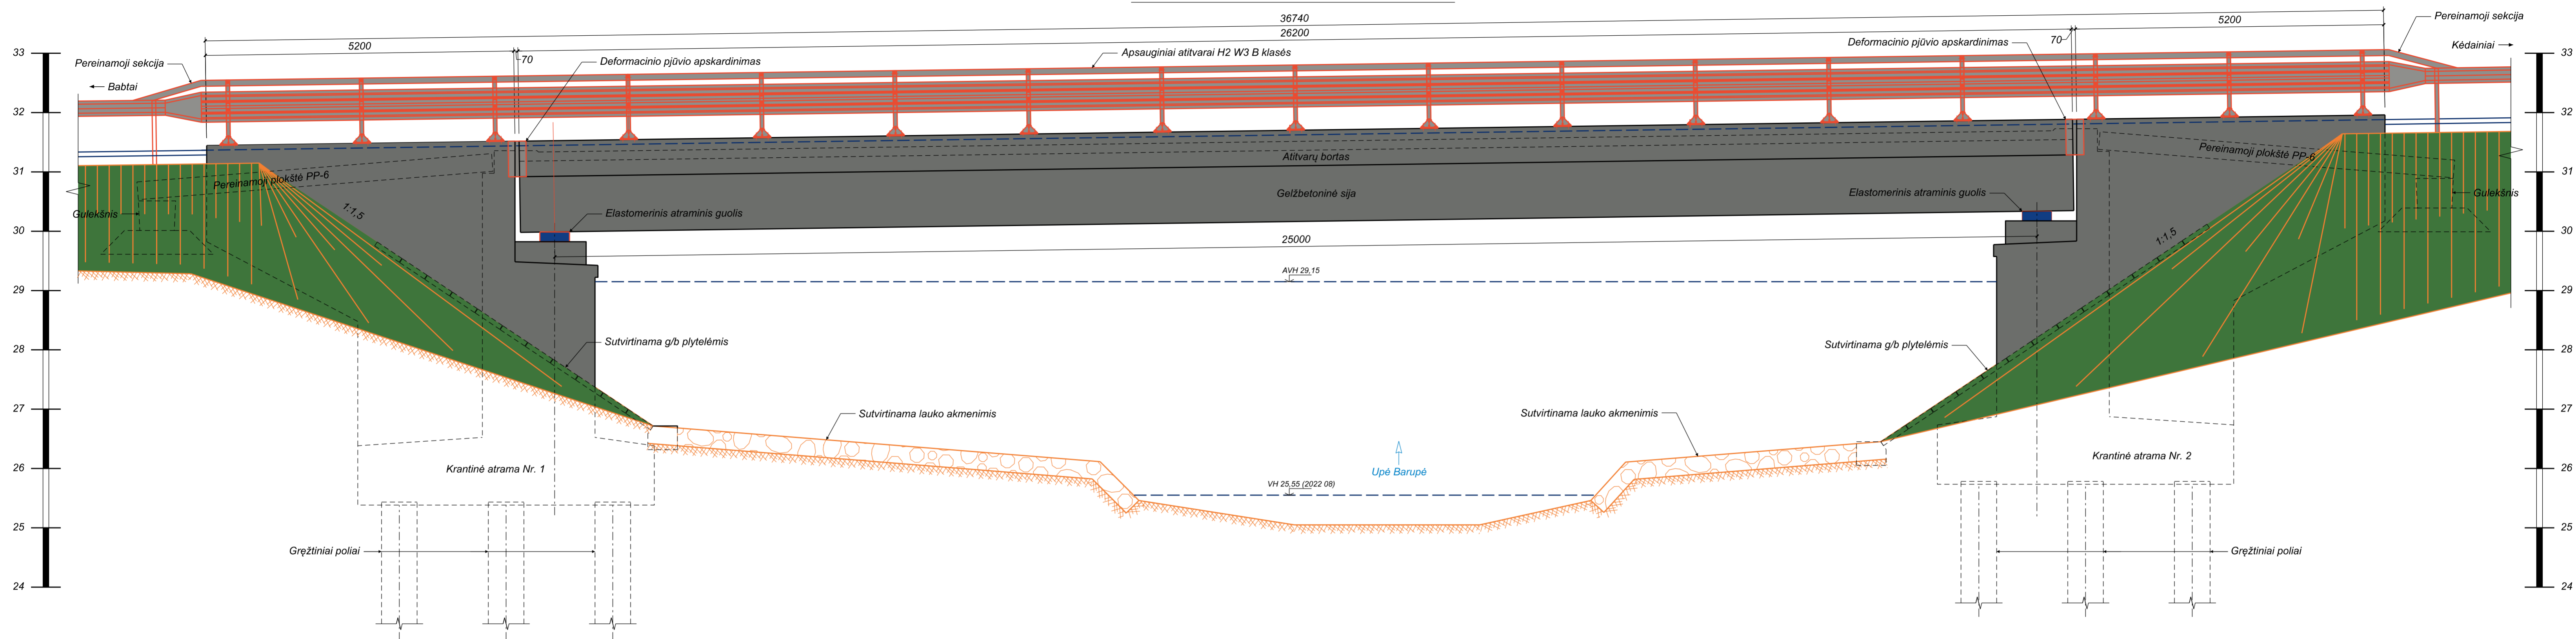 36740
5200
26200
5200
70
70
Pereinamoji sekcija
Pereinamoji sekcija
Kėdainiai
Babtai
Deformacinio pjūvio apskardinimas
Apsauginiai atitvarai H2 W3 B klasės
Deformacinio pjūvio apskardinimas
33
32
31
30
29
28
27
26
25
24
33
32
31
30
29
28
27
26
25
24
Atitvarų bortas
Gelžbetoninė sija
Pereinamoji plokštė PP-6
Pereinamoji plokštė PP-6
Gulekšnis
Gulekšnis
1:1,5
1:1,5
Elastomerinis atraminis guolis
Elastomerinis atraminis guolis
25000
AVH 29,15
Sutvirtinama g/b plytelėmis
Sutvirtinama g/b plytelėmis
Sutvirtinama lauko akmenimis
Sutvirtinama lauko akmenimis
Krantinė atrama Nr. 1
Krantinė atrama Nr. 2
Upė Barupė
VH 25,55 (2022 08)
Gręžtiniai poliai
Gręžtiniai poliai